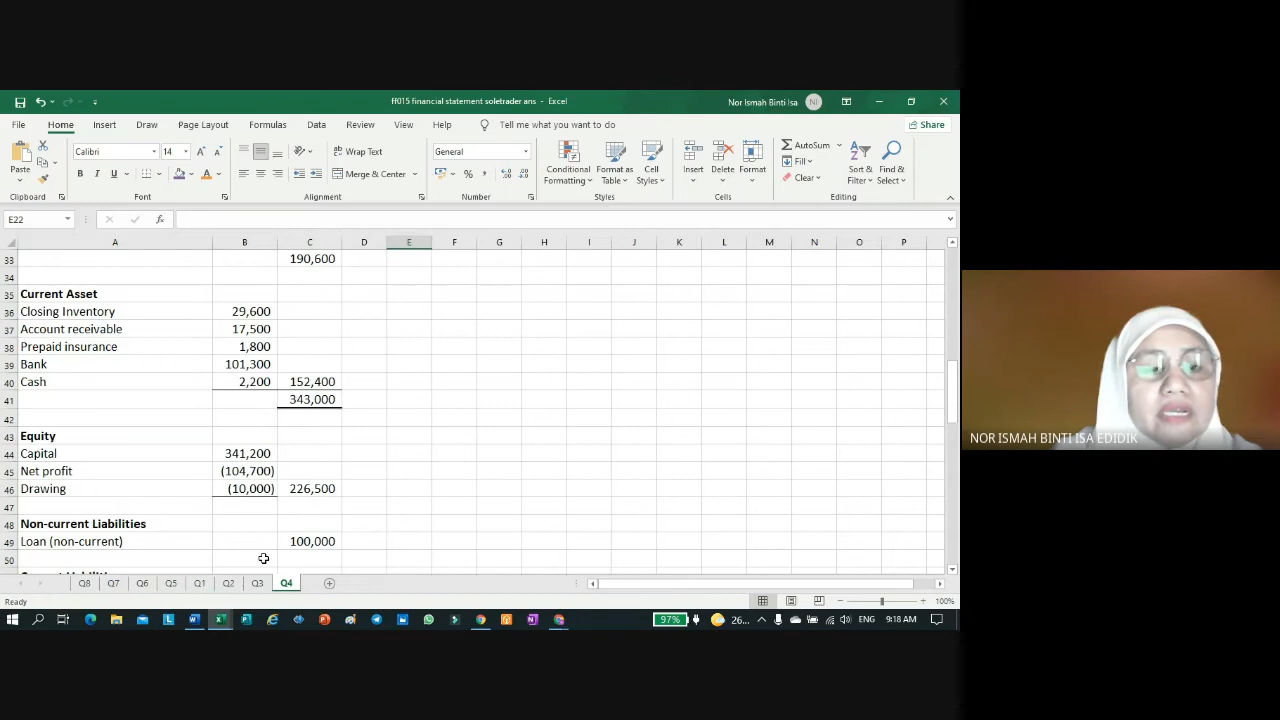 ff015 financial statement soletrader ans - Excel
Nor Ismah Binti Isa NI
File Home Insert Draw Page Layout Formulas Data Review View Help Tell me what you want to do Share
Paste
Clipboard
Calibri 14 A A
B I U A
Font
Wrap Text
Merge & Center
Alignment
General
% ,
Number
Conditional Formatting
Format as Table
Cell Styles
Styles
Insert Delete Format
Cells
AutoSum
Fill
Clear
Sort & Filter
Find & Select
Editing
E22 fx
A B C D E F G H I J K L M N O P
33 190,600
34
35 Current Asset
36 Closing Inventory 29,600
37 Account receivable 17,500
38 Prepaid insurance 1,800
39 Bank 101,300
40 Cash 2,200 152,400
41 343,000
42
43 Equity
44 Capital 341,200
45 Net profit (104,700)
46 Drawing (10,000) 226,500
47
48 Non-current Liabilities
49 Loan (non-current) 100,000
50
Q8 Q7 Q6 Q5 Q1 Q2 Q3 Q4
Ready 100%
97% 26... ENG 9:18 AM
NOR ISMAH BINTI ISA EDIDIK